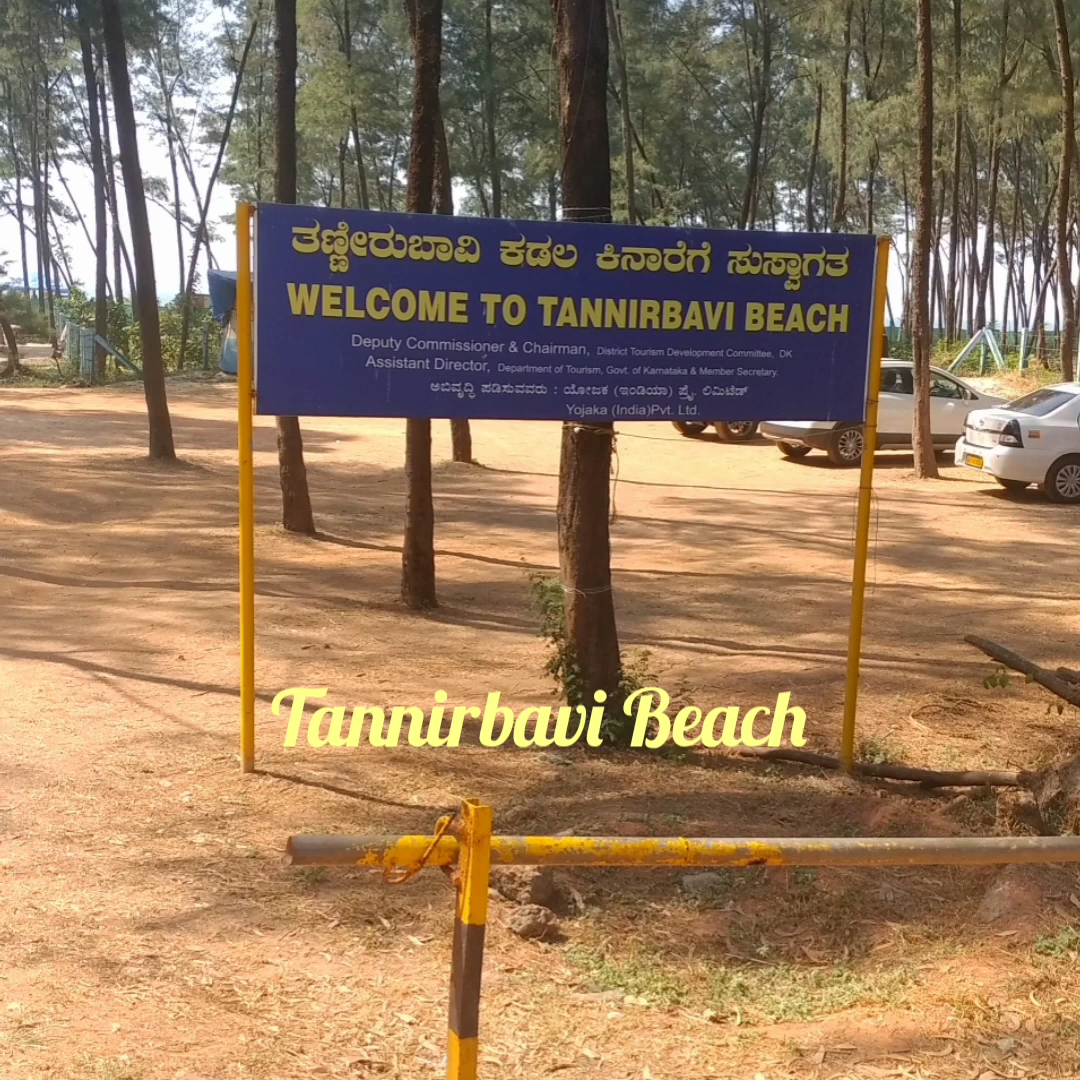 ತಣ್ಣೀರುಬಾವಿ ಕಡಲ ಕಿನಾರೆಗೆ ಸುಸ್ವಾಗತ
WELCOME TO TANNIRBAVI BEACH
Deputy Commissioner & Chairman, District Tourism Development Committee, DK
Assistant Director, Department of Tourism, Govt. of Karnataka & Member Secretary.
ಅಭಿವೃದ್ಧಿ ಪಡಿಸುವವರು : ಯೋಜಕ (ಇಂಡಿಯಾ) ಪ್ರೈ. ಲಿಮಿಟೆಡ್
Yojaka (India)Pvt. Ltd.
Tannirbavi Beach